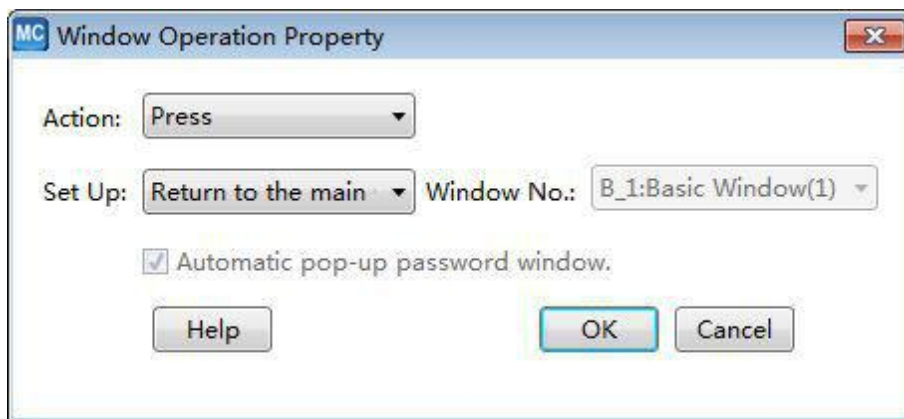 MC Window Operation Property
Action: Press
Set Up: Return to the main Window No.: B_1:Basic Window(1)
Automatic pop-up password window.
Help OK Cancel